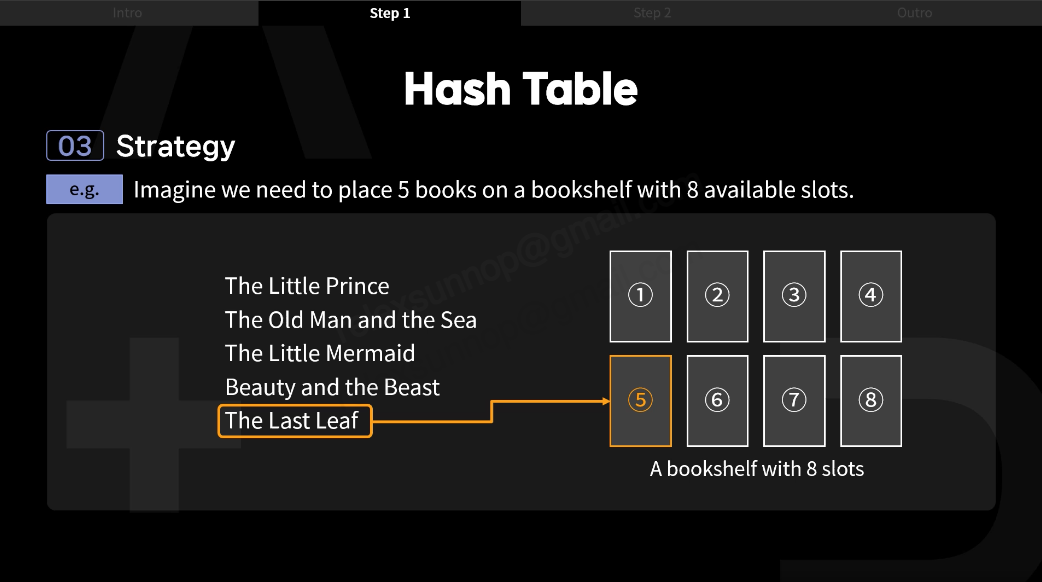 Intro
Step 1
Step 2
Outro
Hash Table
03 Strategy
e.g. Imagine we need to place 5 books on a bookshelf with 8 available slots.
The Little Prince
The Old Man and the Sea
The Little Mermaid
Beauty and the Beast
The Last Leaf
① ② ③ ④
⑤ ⑥ ⑦ ⑧
A bookshelf with 8 slots